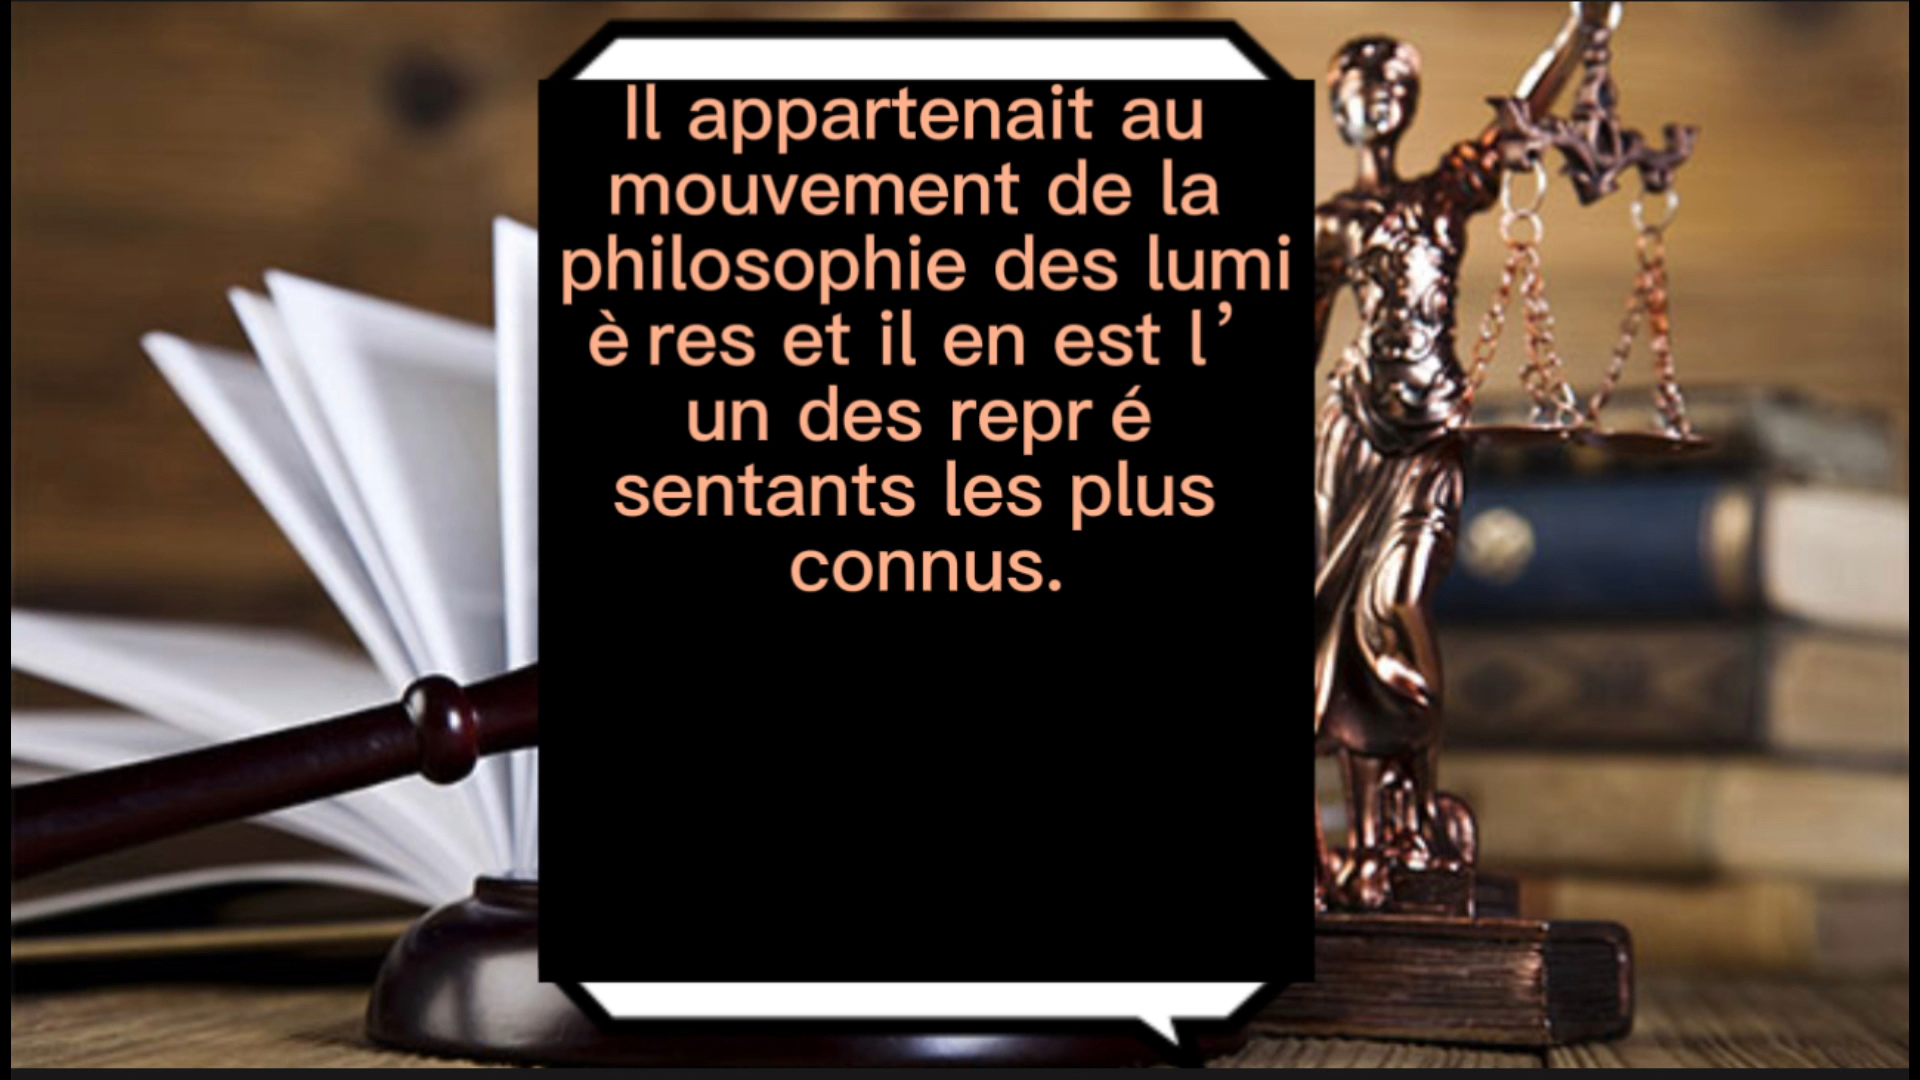 Il appartenait au
mouvement de la
philosophie des lumi
è res et il en est l’
un des repr é
sentants les plus
connus.